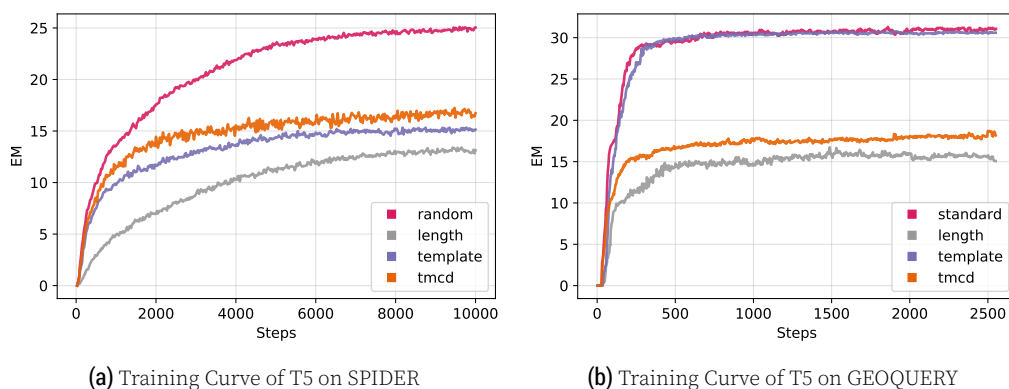 25
20
15
10
5
0
EM
0
2000
4000
6000
8000
10000
Steps
random
length
template
tmcd
(a) Training Curve of T5 on SPIDER
30
25
20
15
10
5
0
EM
0
500
1000
1500
2000
2500
Steps
standard
length
template
tmcd
(b) Training Curve of T5 on GEOQUERY